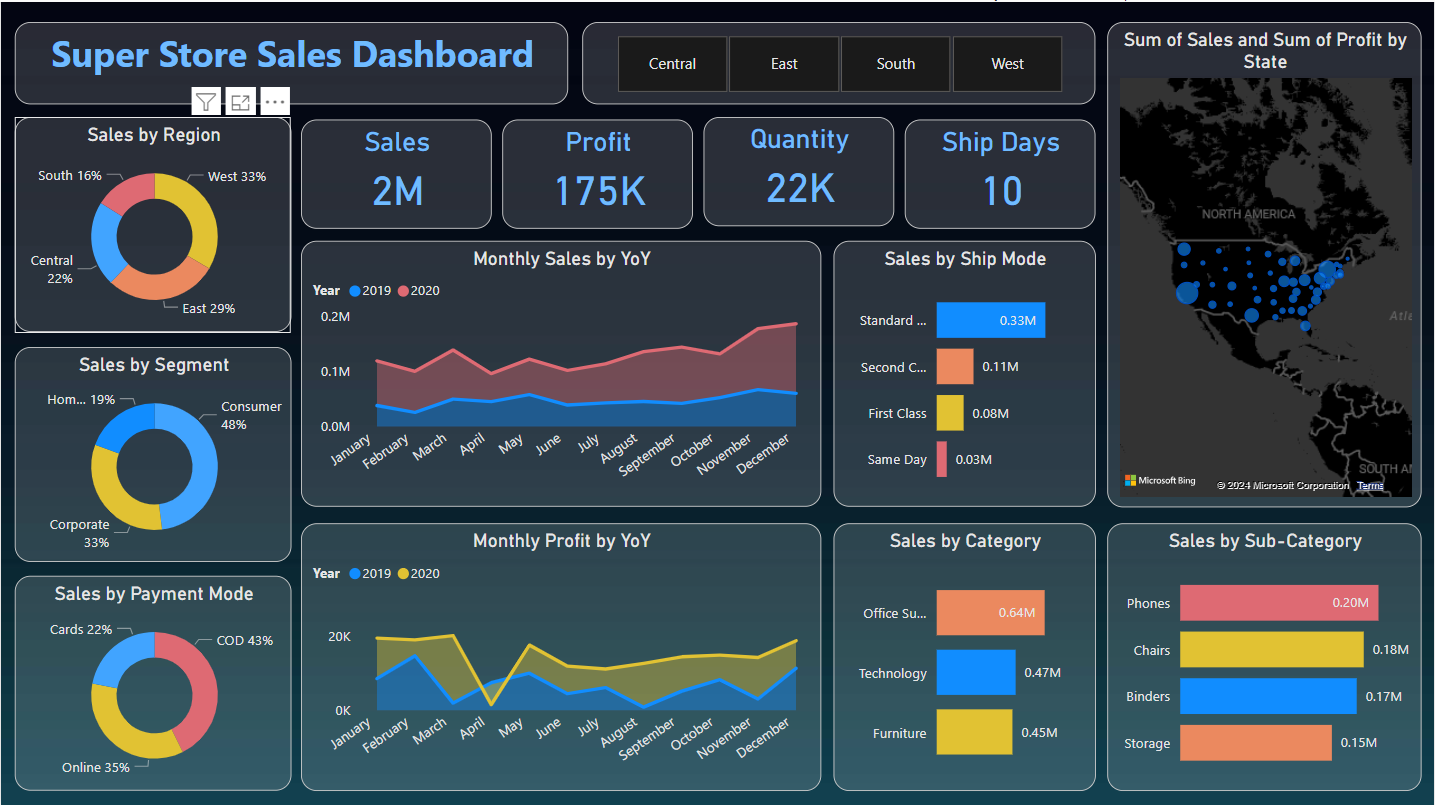 Super Store Sales Dashboard
Central
East
South
West
Sum of Sales and Sum of Profit by
State
Sales by Region
South 16%
West 33%
Central
22%
East 29%
Sales
2M
Profit
175K
Quantity
22K
Ship Days
10
NORTH AMERICA
SOUTH AM
Microsoft Bing
© 2024 Microsoft Corporation
Terms
Monthly Sales by YoY
Year 2019 2020
0.2M
0.1M
0.0M
January
February
March
April
May
June
July
August
September
October
November
December
Sales by Ship Mode
Standard ... 0.33M
Second C... 0.11M
First Class 0.08M
Same Day 0.03M
Sales by Segment
Hom... 19%
Consumer
48%
Corporate
33%
Sales by Payment Mode
Cards 22%
COD 43%
Online 35%
Monthly Profit by YoY
Year 2019 2020
20K
0K
January
February
March
April
May
June
July
August
September
October
November
December
Sales by Category
Office Su... 0.64M
Technology 0.47M
Furniture 0.45M
Sales by Sub-Category
Phones 0.20M
Chairs 0.18M
Binders 0.17M
Storage 0.15M